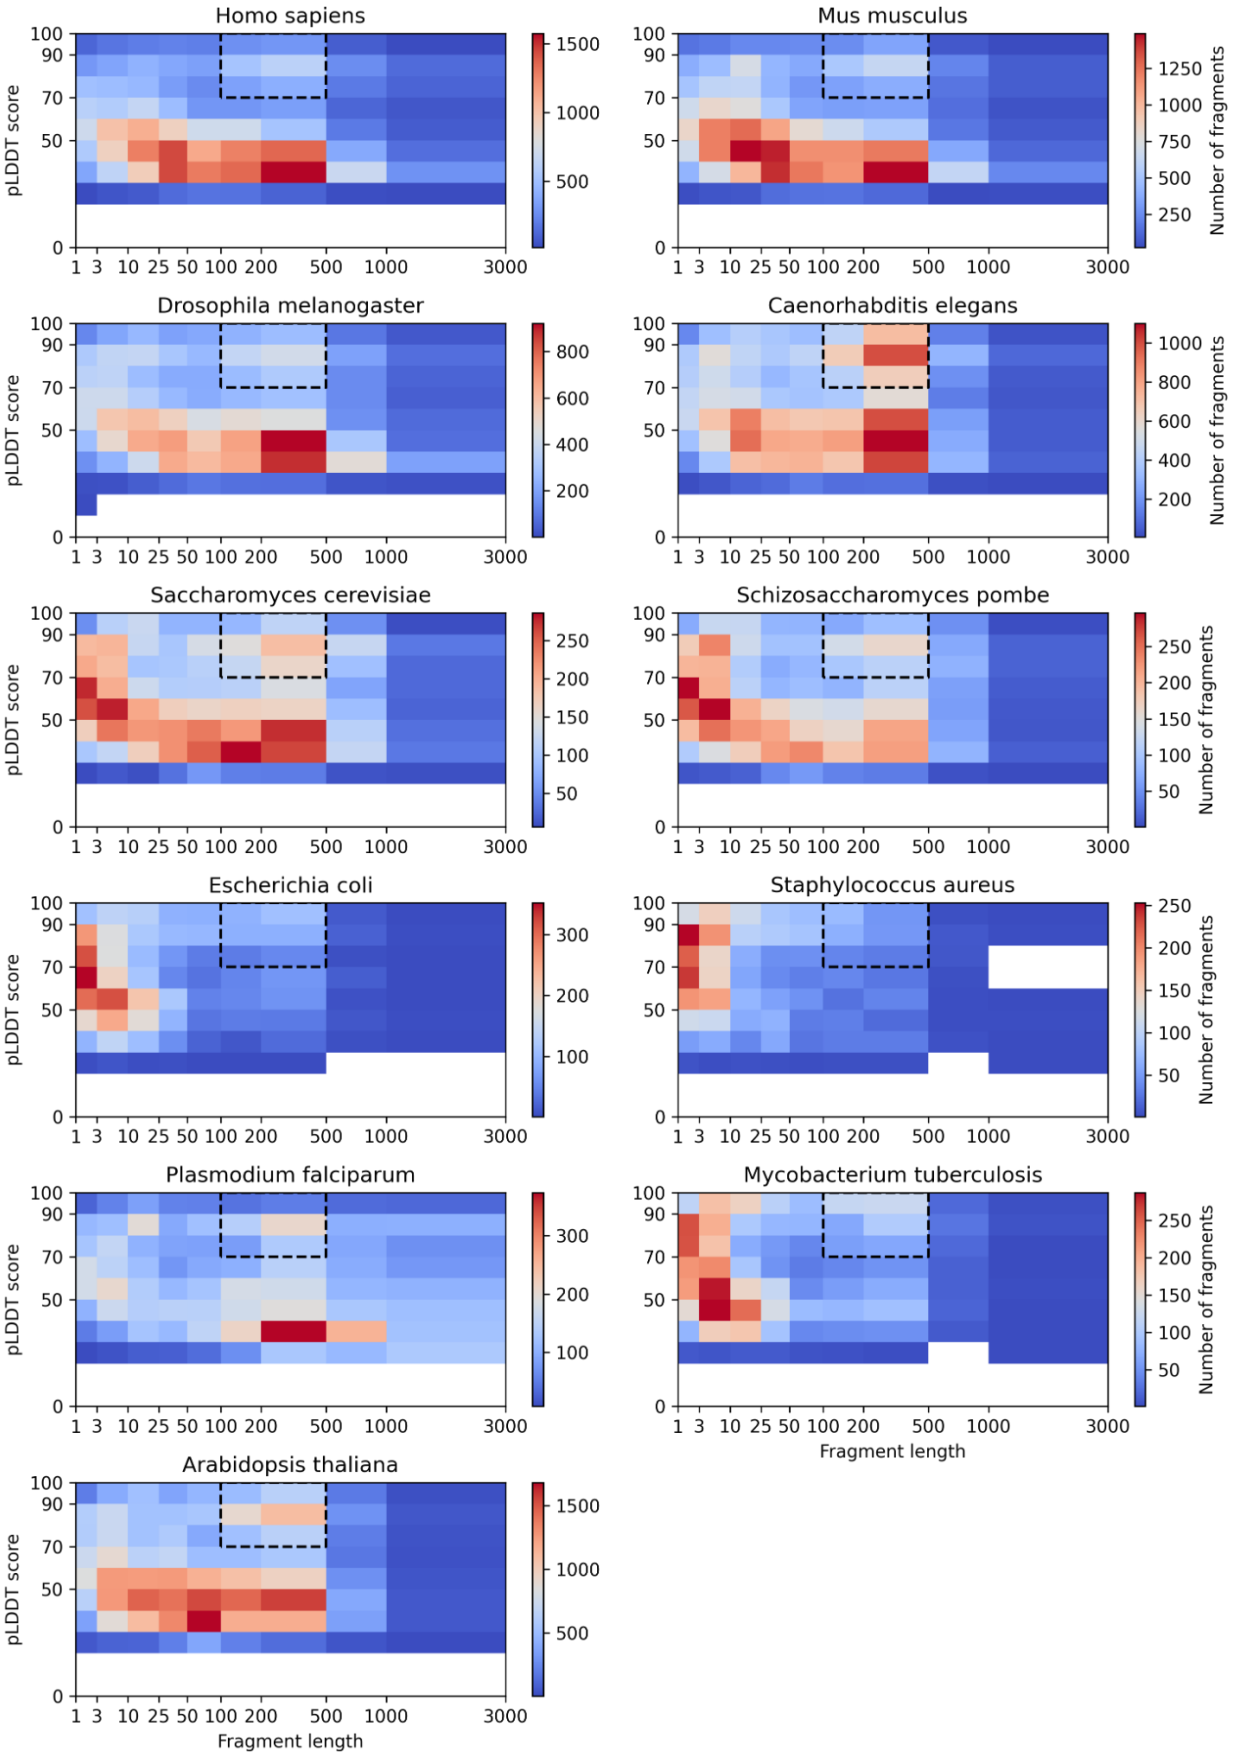 Homo sapiens
Mus musculus
pLDDT score
100
90
70
50
0
1 3 10 25 50 100 200 500 1000 3000
1500
1000
500
100
90
70
50
0
1 3 10 25 50 100 200 500 1000 3000
1250
1000
750
500
250
Number of fragments
Drosophila melanogaster
Caenorhabditis elegans
pLDDT score
100
90
70
50
0
1 3 10 25 50 100 200 500 1000 3000
800
600
400
200
100
90
70
50
0
1 3 10 25 50 100 200 500 1000 3000
1000
800
600
400
200
Number of fragments
Saccharomyces cerevisiae
Schizosaccharomyces pombe
pLDDT score
100
90
70
50
0
1 3 10 25 50 100 200 500 1000 3000
250
200
150
100
50
100
90
70
50
0
1 3 10 25 50 100 200 500 1000 3000
250
200
150
100
50
Number of fragments
Escherichia coli
Staphylococcus aureus
pLDDT score
100
90
70
50
0
1 3 10 25 50 100 200 500 1000 3000
300
200
100
100
90
70
50
0
1 3 10 25 50 100 200 500 1000 3000
250
200
150
100
50
Number of fragments
Plasmodium falciparum
Mycobacterium tuberculosis
pLDDT score
100
90
70
50
0
1 3 10 25 50 100 200 500 1000 3000
300
200
100
100
90
70
50
0
1 3 10 25 50 100 200 500 1000 3000
Fragment length
250
200
150
100
50
Number of fragments
Arabidopsis thaliana
pLDDT score
100
90
70
50
0
1 3 10 25 50 100 200 500 1000 3000
Fragment length
1500
1000
500